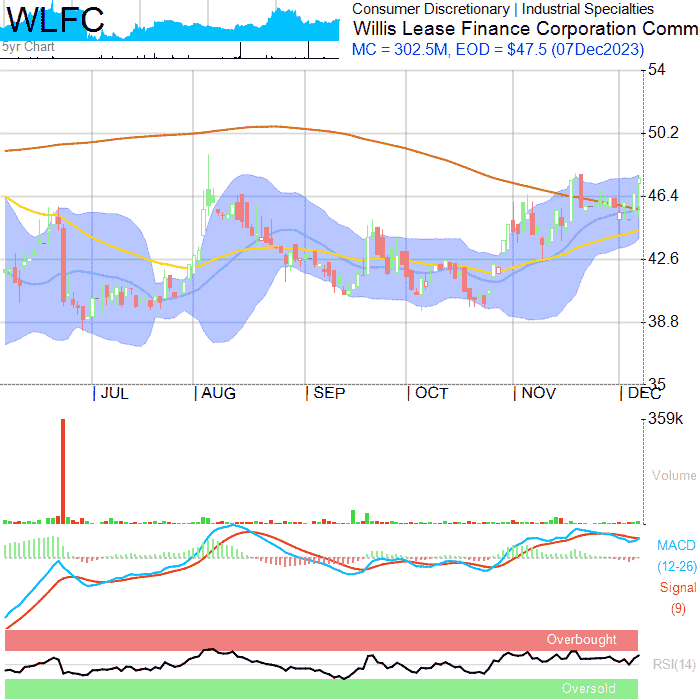 WLFC
5yr Chart
Consumer Discretionary | Industrial Specialties
Willis Lease Finance Corporation Comm
MC = 302.5M, EOD = $47.5 (07Dec2023)
54
50.2
46.4
42.6
38.8
35
JUL
AUG
SEP
OCT
NOV
DEC
359k
Volume
MACD
(12-26)
Signal
(9)
Overbought
RSI(14)
Oversold